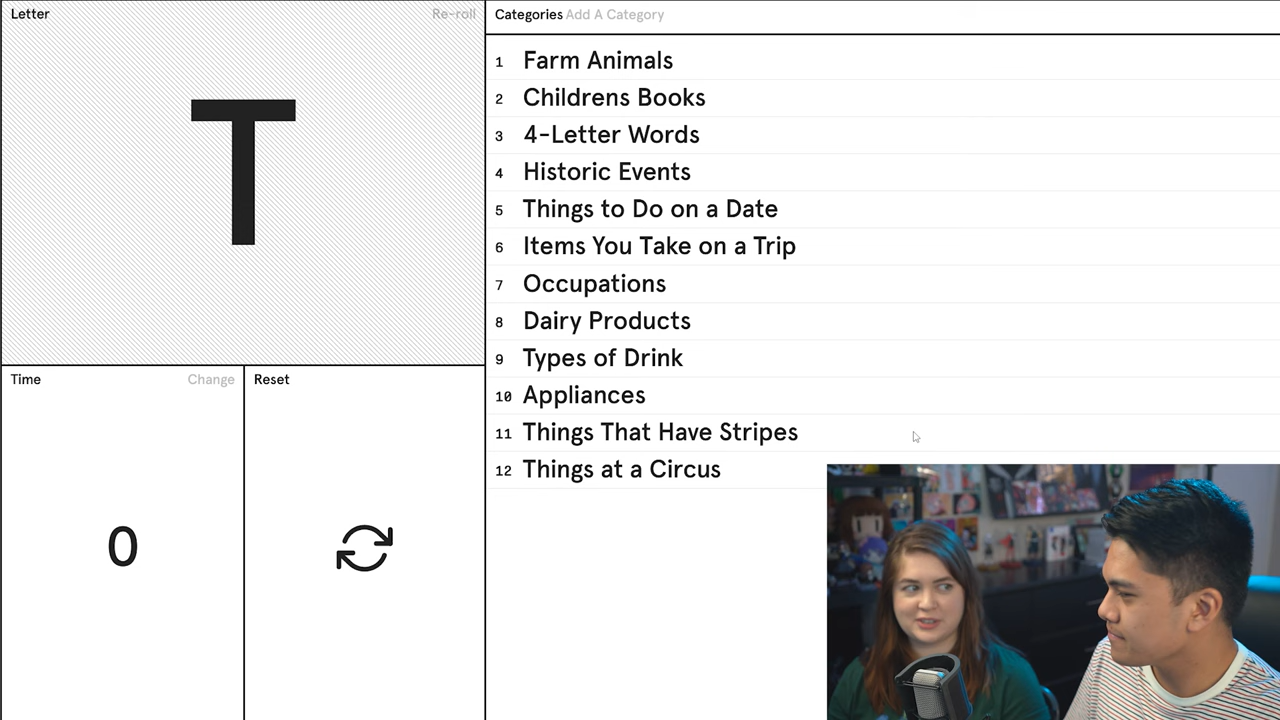 Letter
Re-roll
T
Time
Change
0
Reset
Categories Add A Category
1 Farm Animals
2 Childrens Books
3 4-Letter Words
4 Historic Events
5 Things to Do on a Date
6 Items You Take on a Trip
7 Occupations
8 Dairy Products
9 Types of Drink
10 Appliances
11 Things That Have Stripes
12 Things at a Circus